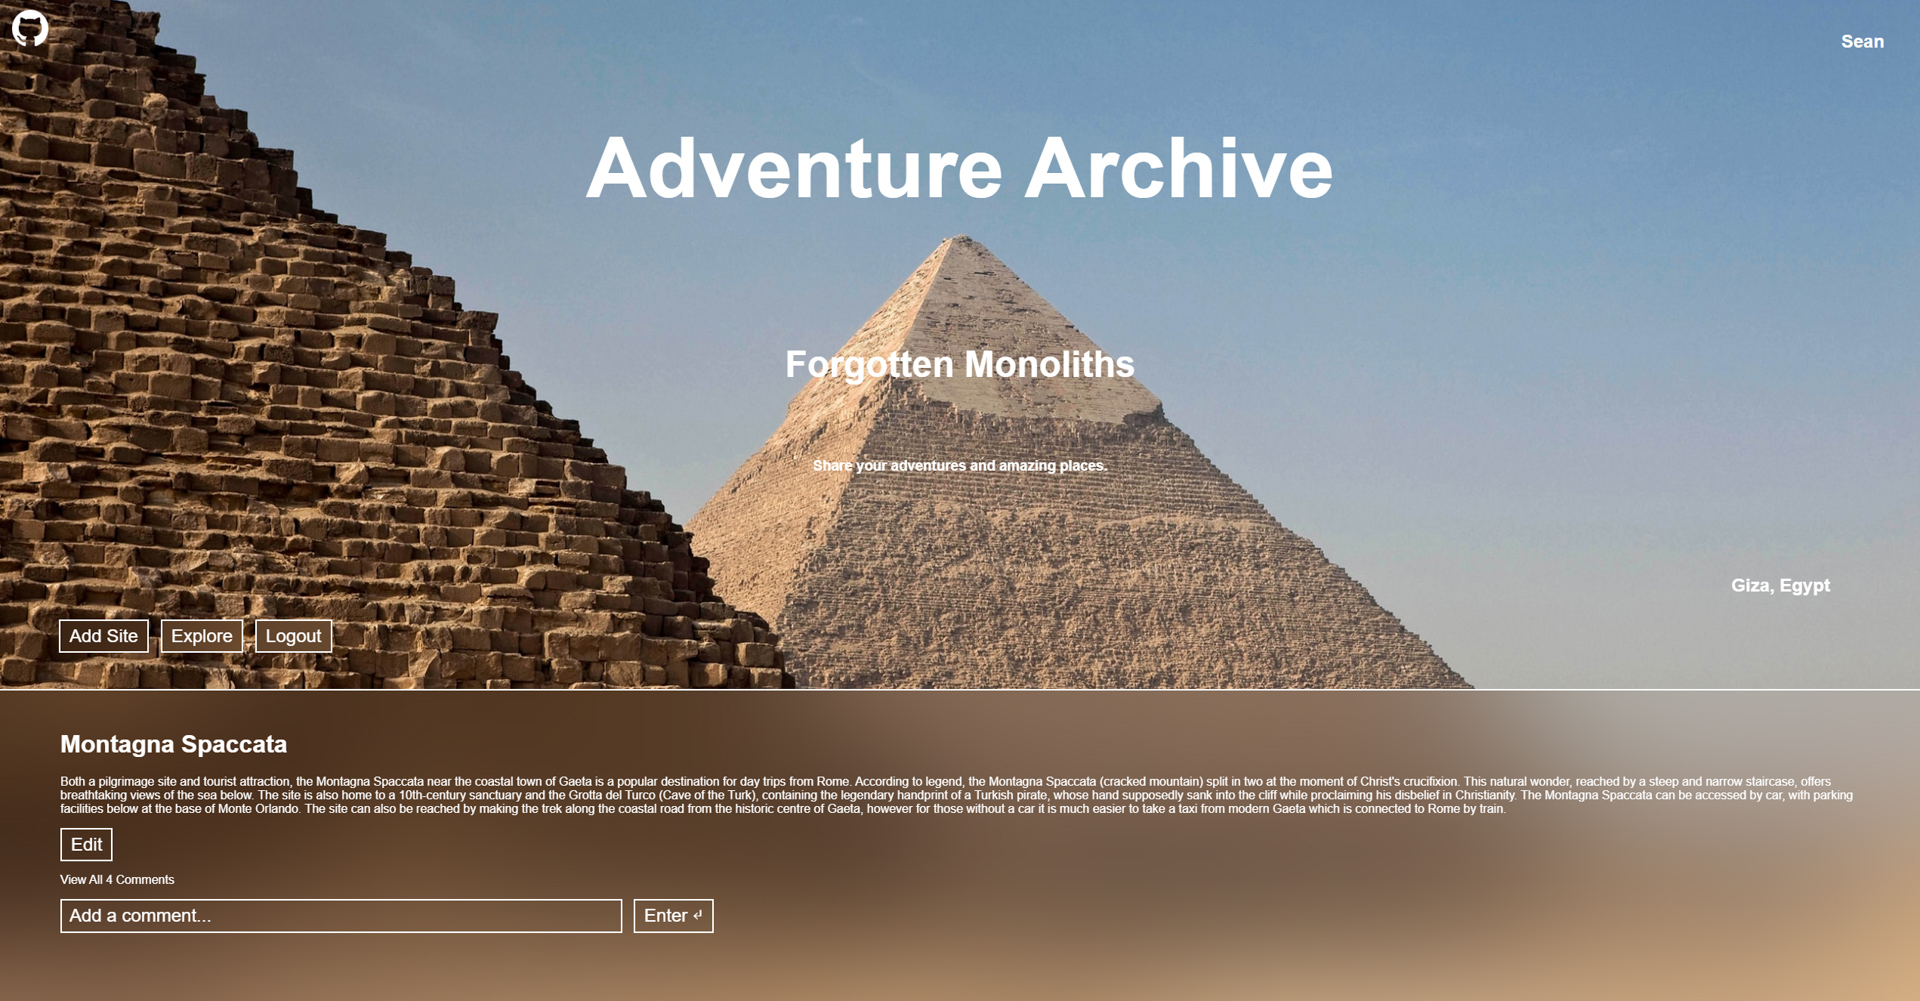 Sean
Adventure Archive
Forgotten Monoliths
Share your adventures and amazing places.
Giza, Egypt
Add Site
Explore
Logout
Montagna Spaccata
Both a pilgrimage site and tourist attraction, the Montagna Spaccata near the coastal town of Gaeta is a popular destination for day trips from Rome. According to legend, the Montagna Spaccata (cracked mountain) split in two at the moment of Christ's crucifixion. This natural wonder, reached by a steep and narrow staircase, offers
breathtaking views of the sea below. The site is also home to a 10th-century sanctuary and the Grotta del Turco (Cave of the Turk), containing the legendary handprint of a Turkish pirate, whose hand supposedly sank into the cliff while proclaiming his disbelief in Christianity. The Montagna Spaccata can be accessed by car, with parking
facilities below at the base of Monte Orlando. The site can also be reached by making the trek along the coastal road from the historic centre of Gaeta, however for those without a car it is much easier to take a taxi from modern Gaeta which is connected to Rome by train.
Edit
View All 4 Comments
Add a comment...
Enter ↵